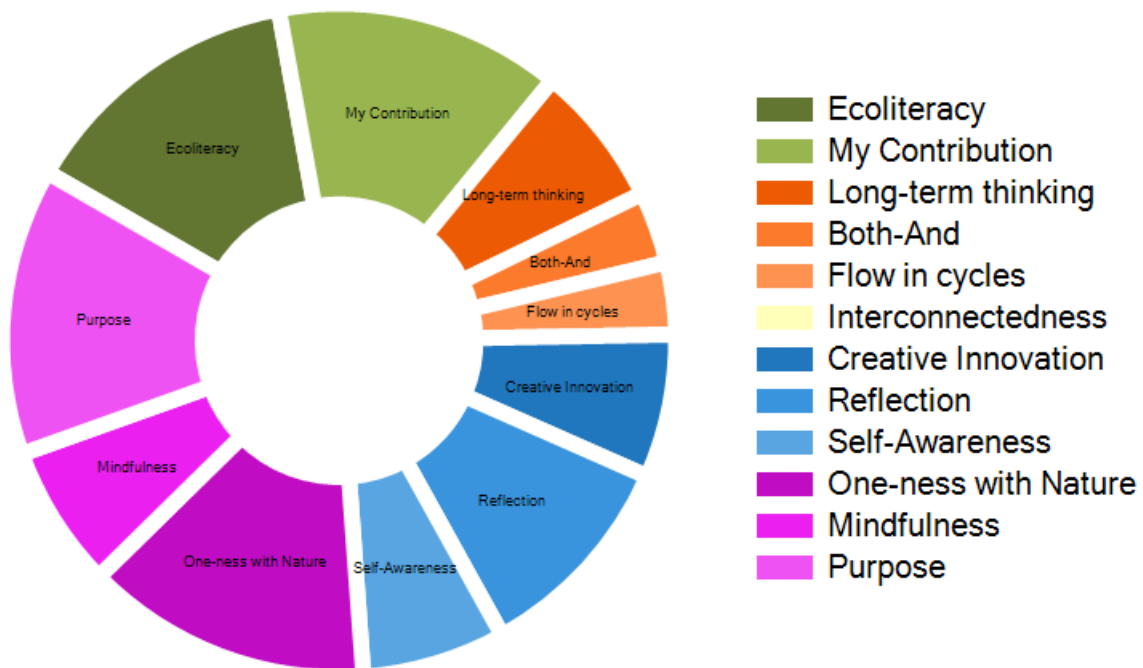 My Contribution
Ecoliteracy
Long-term thinking
Both-And
Flow in cycles
Purpose
Creative Innovation
Mindfulness
Reflection
One-ness with Nature
Self-Awareness
Ecoliteracy
My Contribution
Long-term thinking
Both-And
Flow in cycles
Interconnectedness
Creative Innovation
Reflection
Self-Awareness
One-ness with Nature
Mindfulness
Purpose